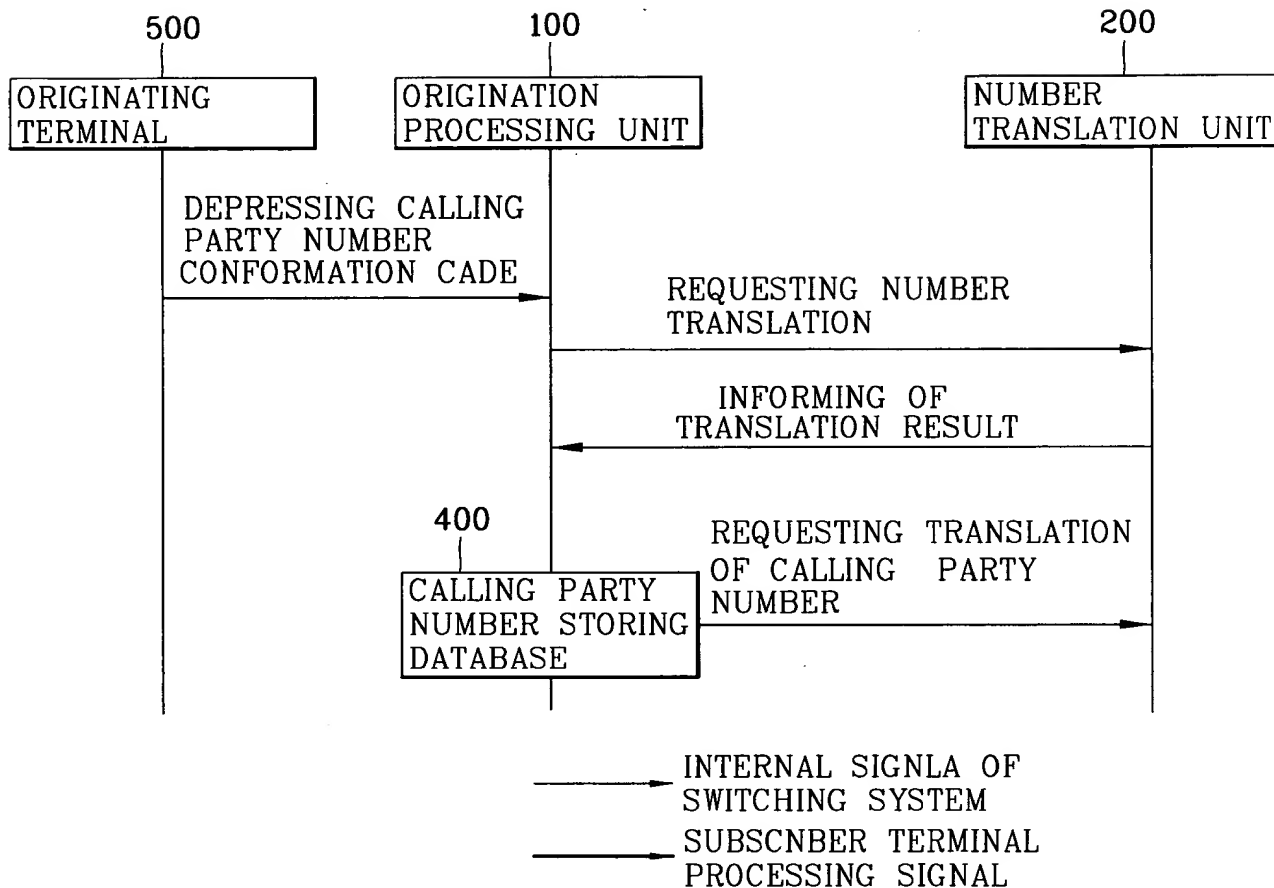 500
100
200
ORIGINATING
TERMINAL
ORIGINATION
PROCESSING UNIT
NUMBER
TRANSLATION UNIT
DEPRESSING CALLING
PARTY NUMBER
CONFORMATION CADE
REQUESTING NUMBER
TRANSLATION
INFORMING OF
TRANSLATION RESULT
400
CALLING PARTY
NUMBER STORING
DATABASE
REQUESTING TRANSLATION
OF CALLING PARTY
NUMBER
INTERNAL SIGNLA OF
SWITCHING SYSTEM
SUBSCNBER TERMINAL
PROCESSING SIGNAL